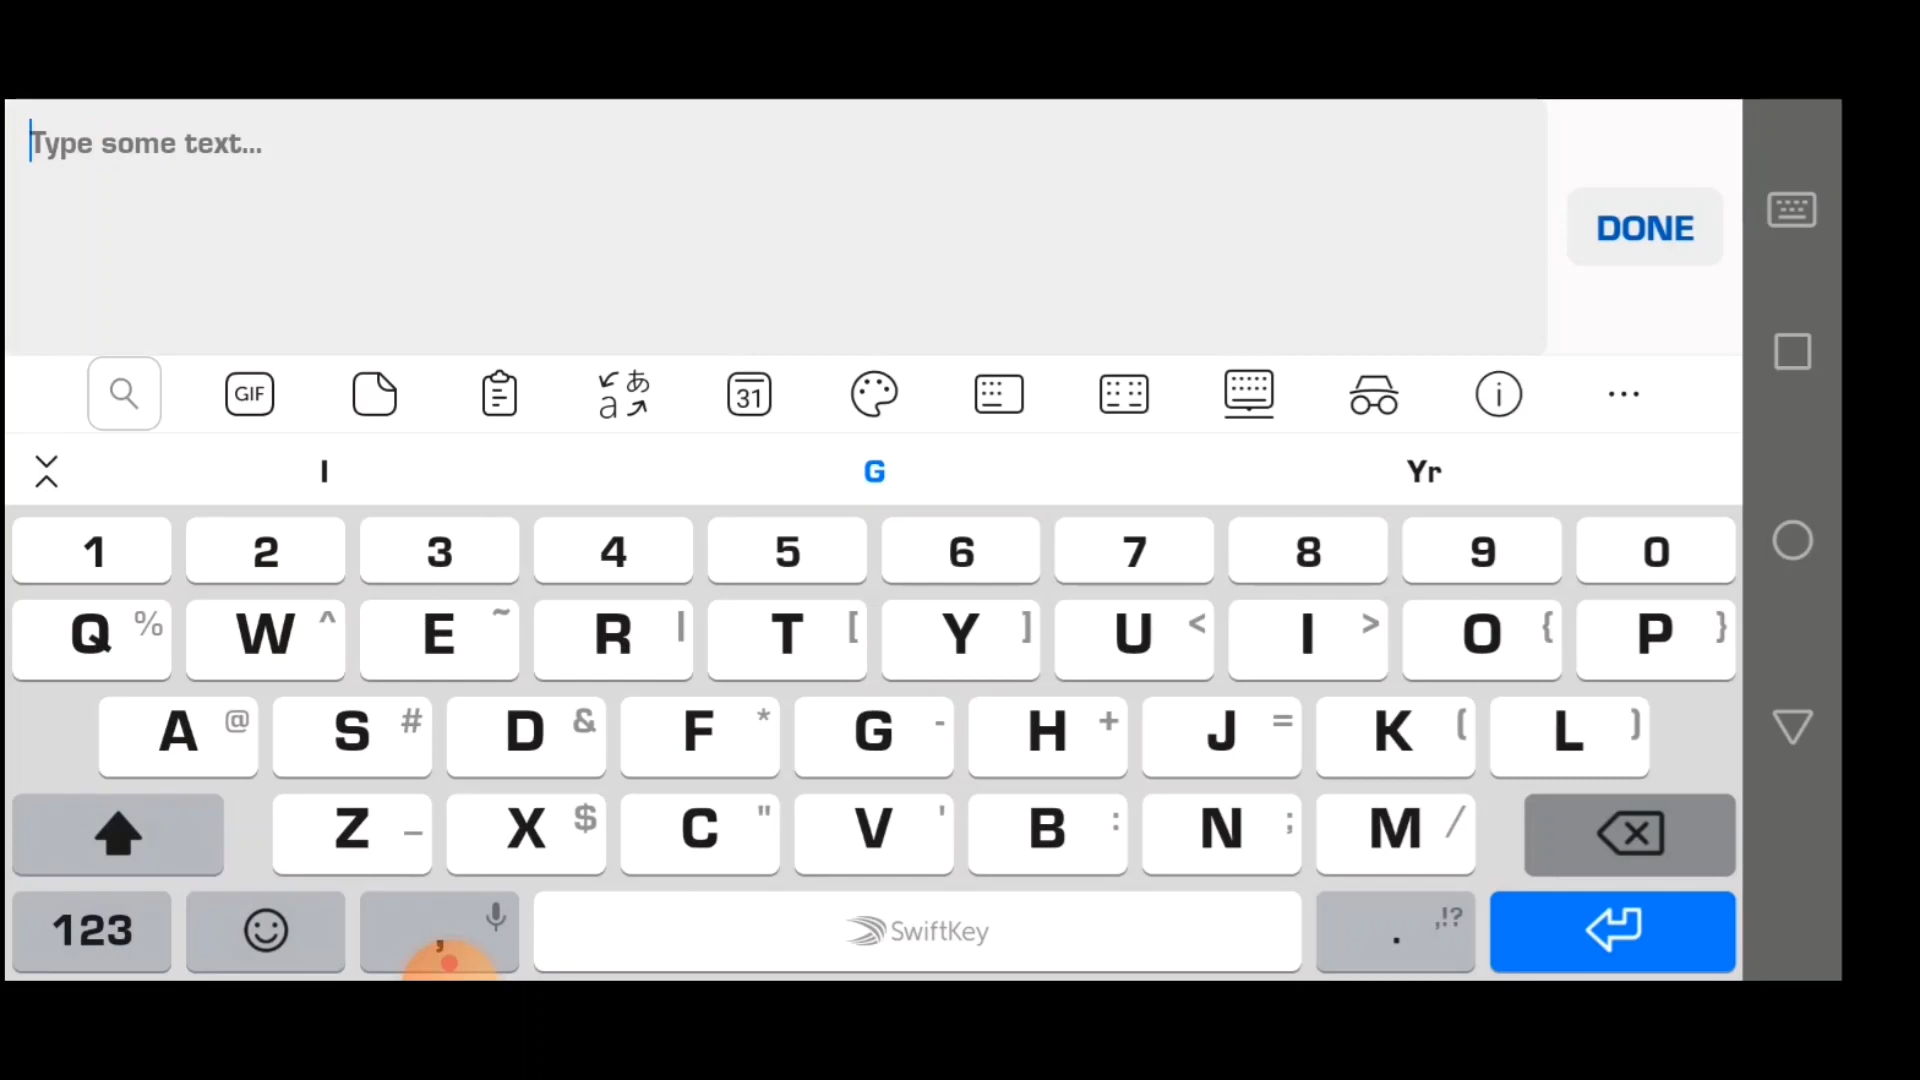 Type some text...
DONE
GIF あ a 31 i ...
I G Yr
1 2 3 4 5 6 7 8 9 0
Q % W ^ E ~ R | T [ Y ] U < I > O { P }
A @ S # D & F * G - H + J = K ( L )
Z _ X $ C " V ' B : N ; M /
123 , SwiftKey . ,!?